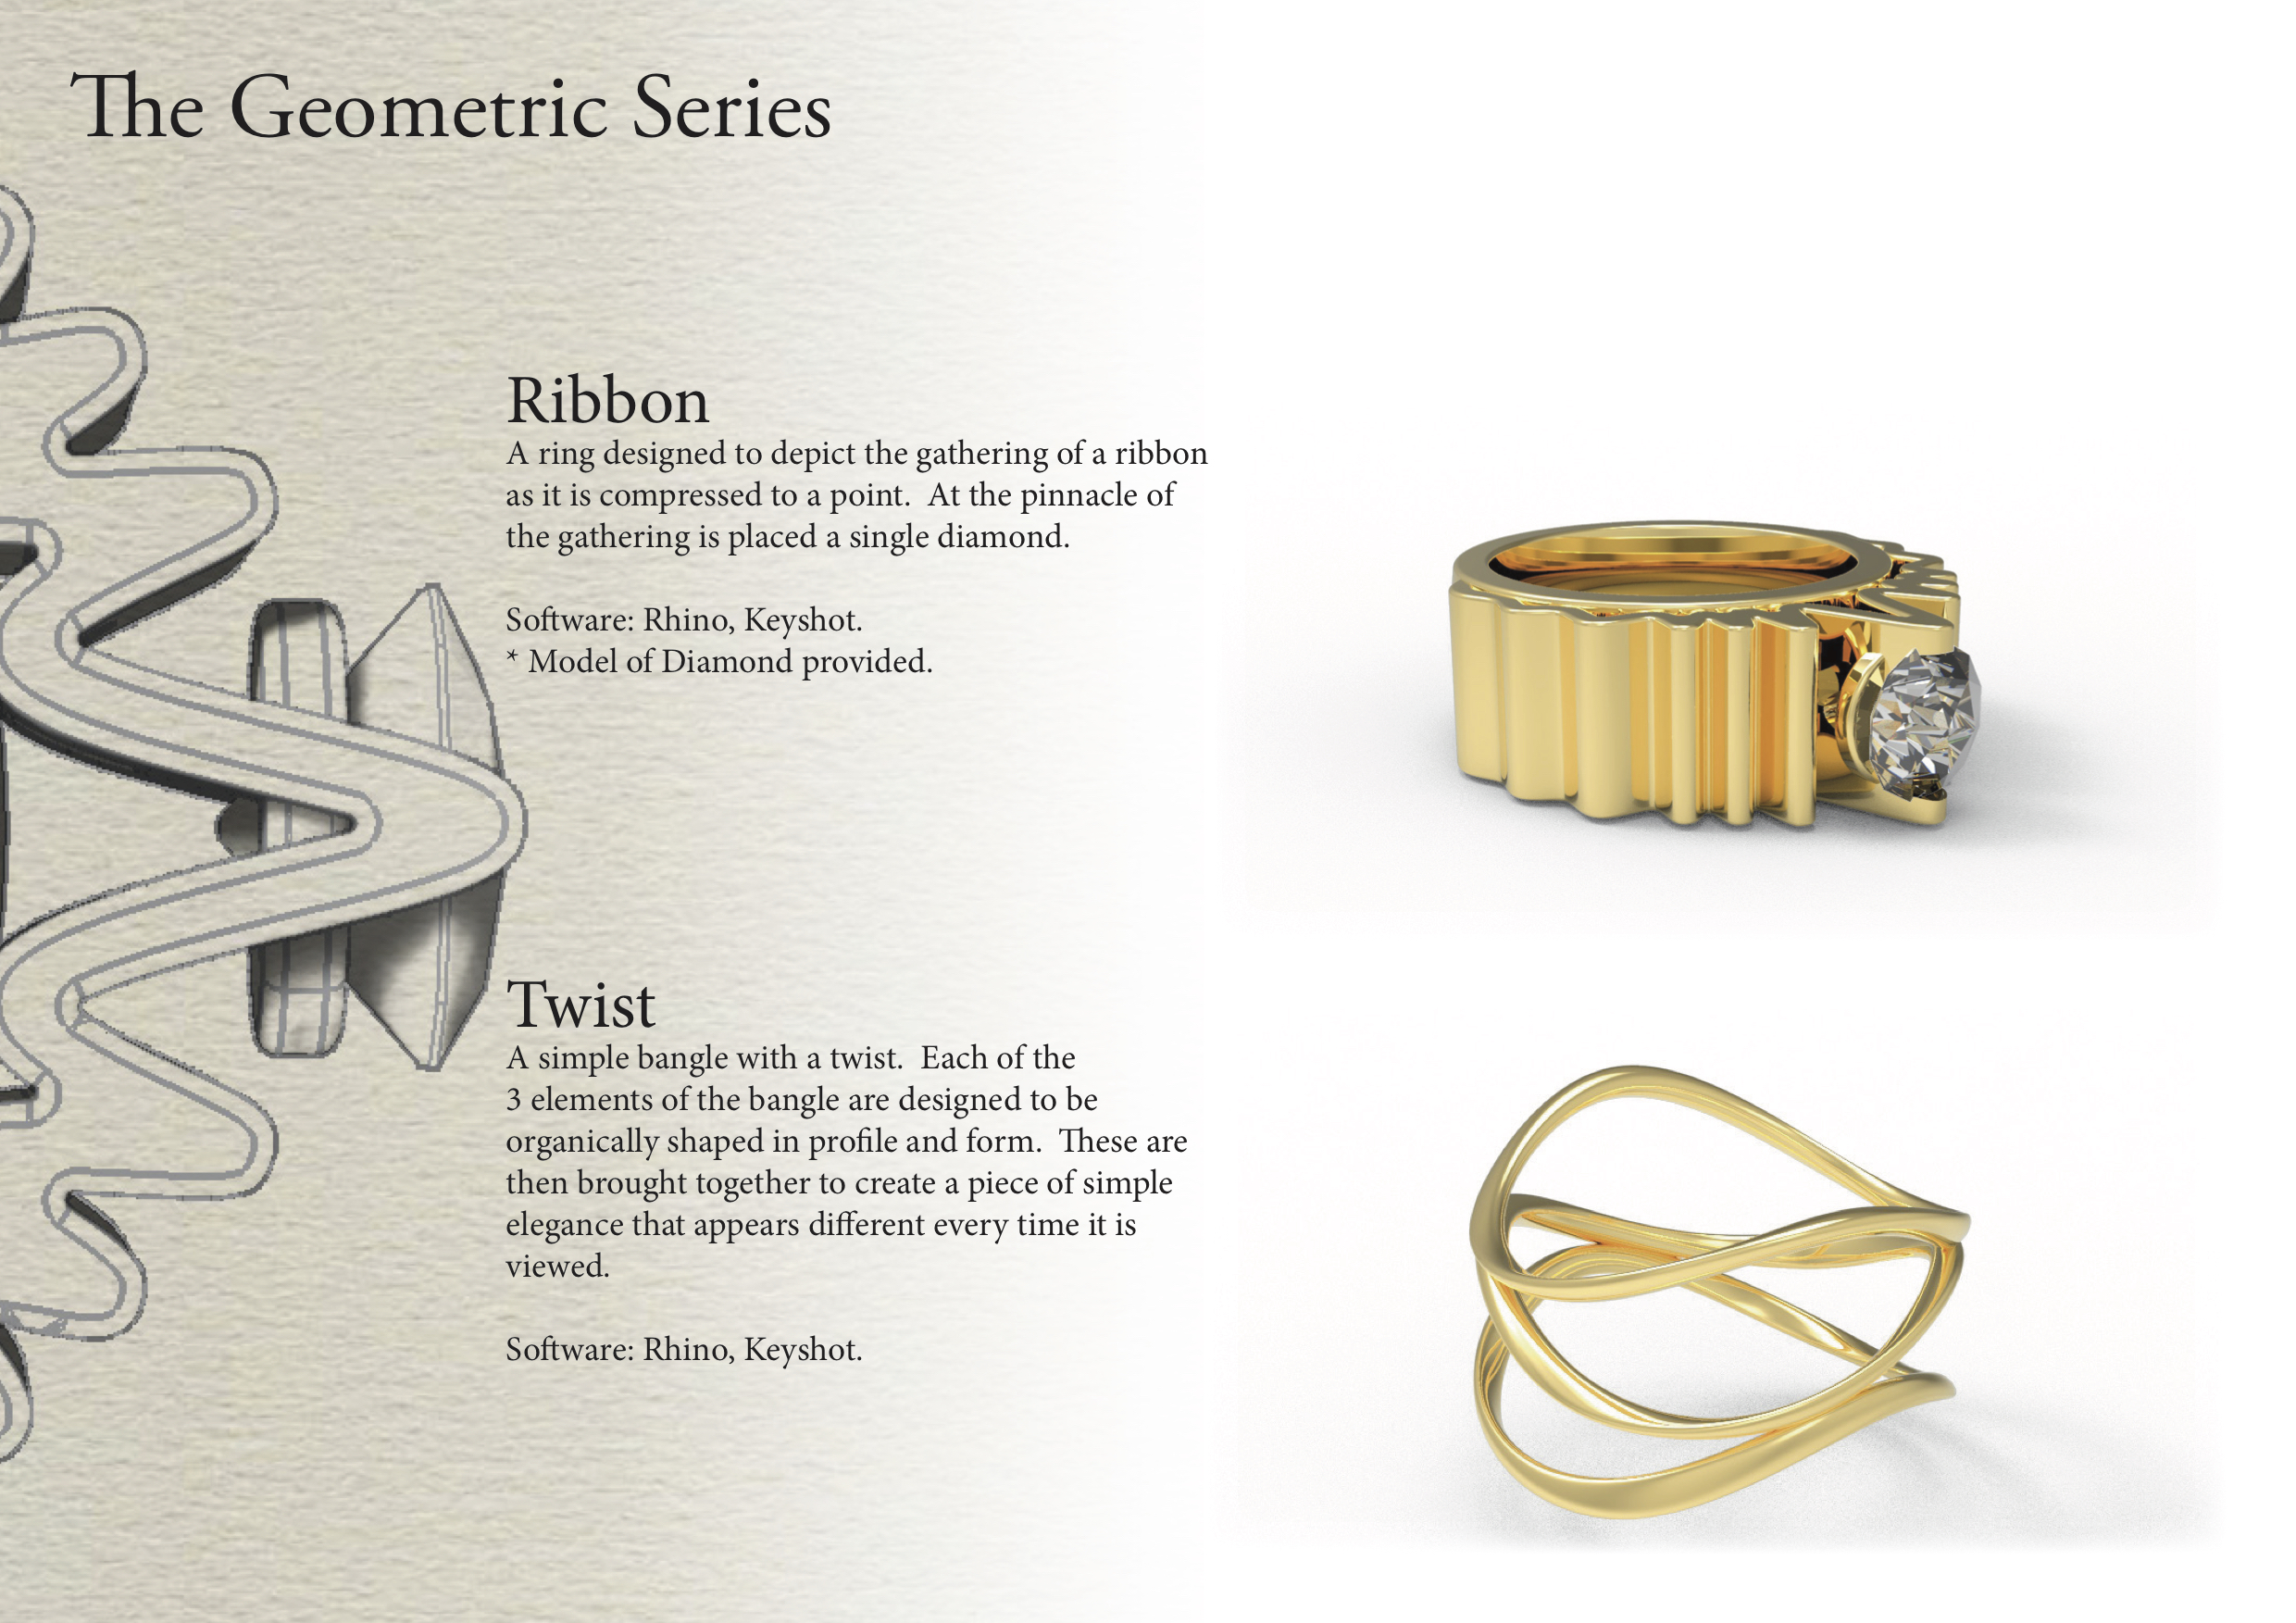 The Geometric Series
Ribbon
A ring designed to depict the gathering of a ribbon
as it is compressed to a point.  At the pinnacle of
the gathering is placed a single diamond.
Software: Rhino, Keyshot.
* Model of Diamond provided.
Twist
A simple bangle with a twist.  Each of the
3 elements of the bangle are designed to be
organically shaped in profile and form.  These are
then brought together to create a piece of simple
elegance that appears different every time it is
viewed.
Software: Rhino, Keyshot.